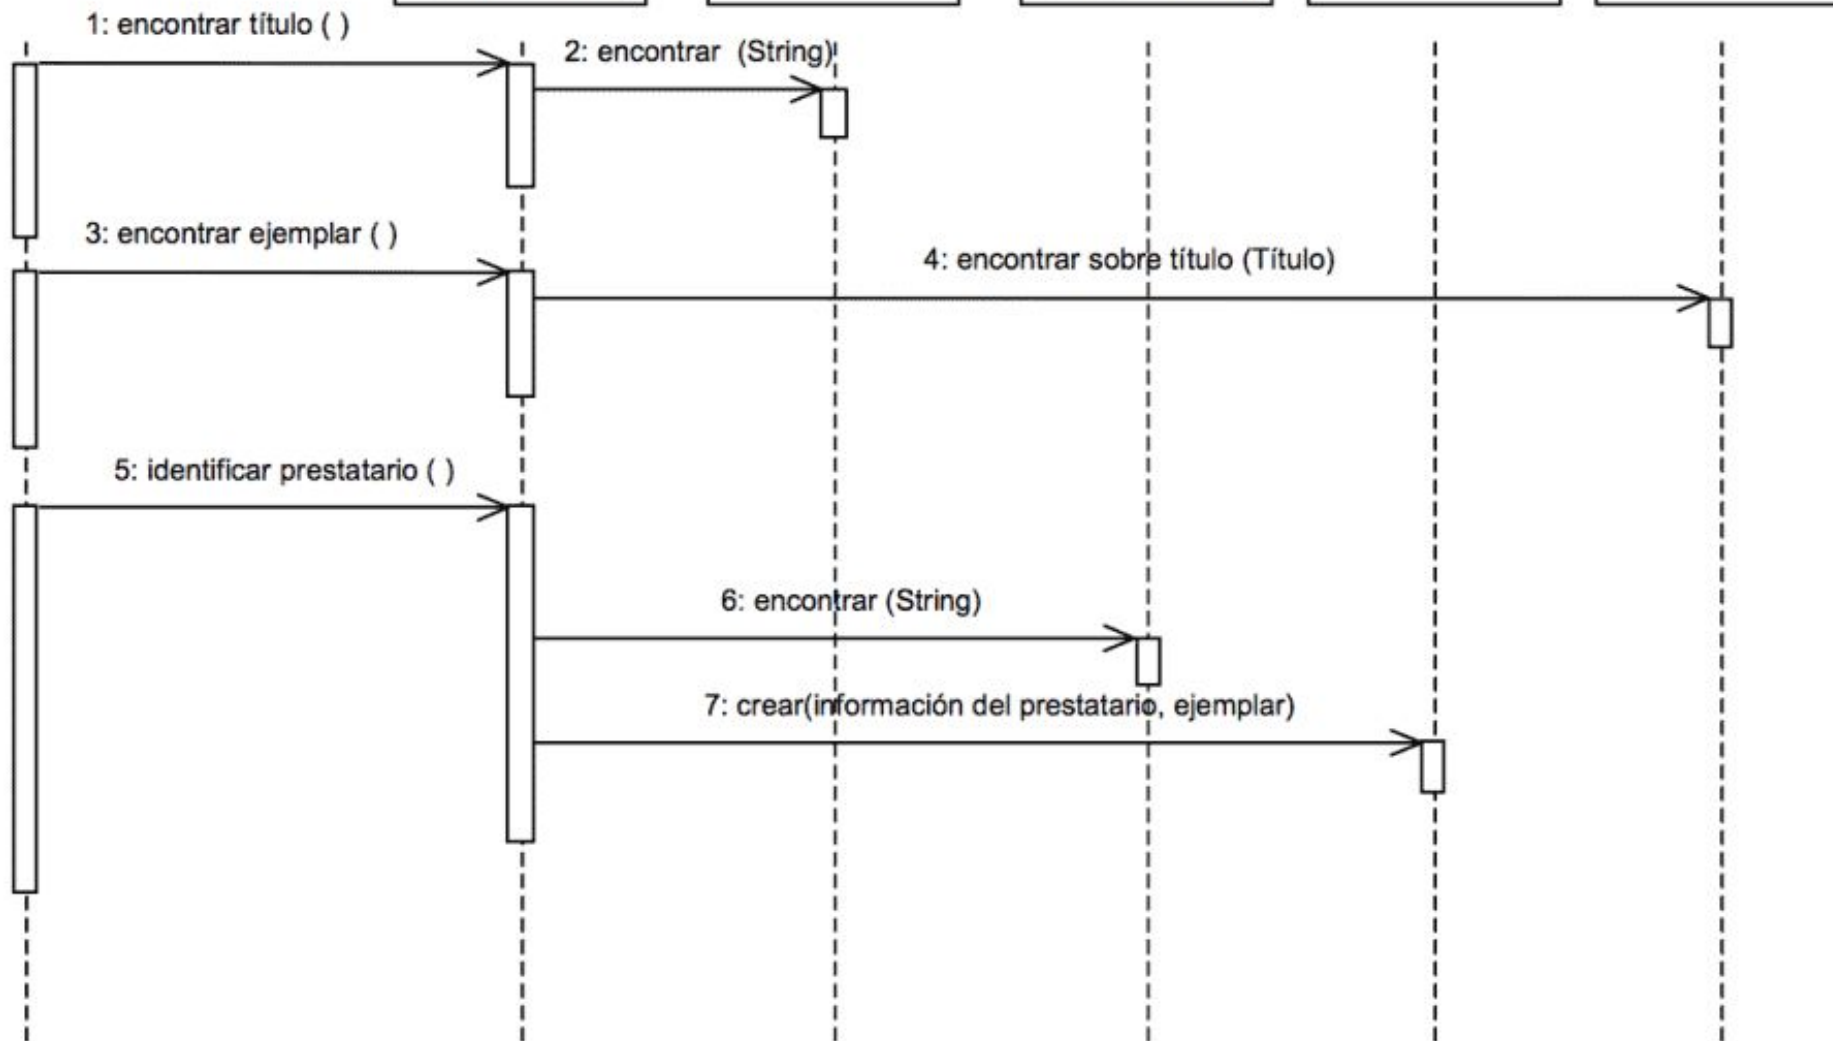 1: encontrar título ( )
2: encontrar (String)
3: encontrar ejemplar ( )
4: encontrar sobre título (Título)
5: identificar prestatario ( )
6: encontrar (String)
7: crear(información del prestatario, ejemplar)